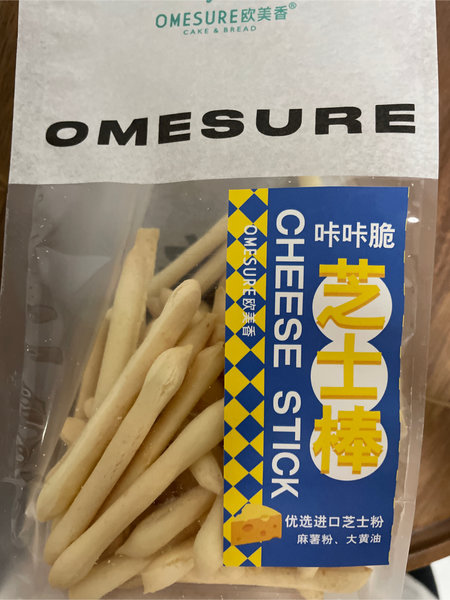 OMESURE欧美香®
CAKE & BREAD
OMESURE
咔咔脆
芝士棒
CHEESE STICK
OMESURE欧美香
优选进口芝士粉
麻薯粉、大黄油